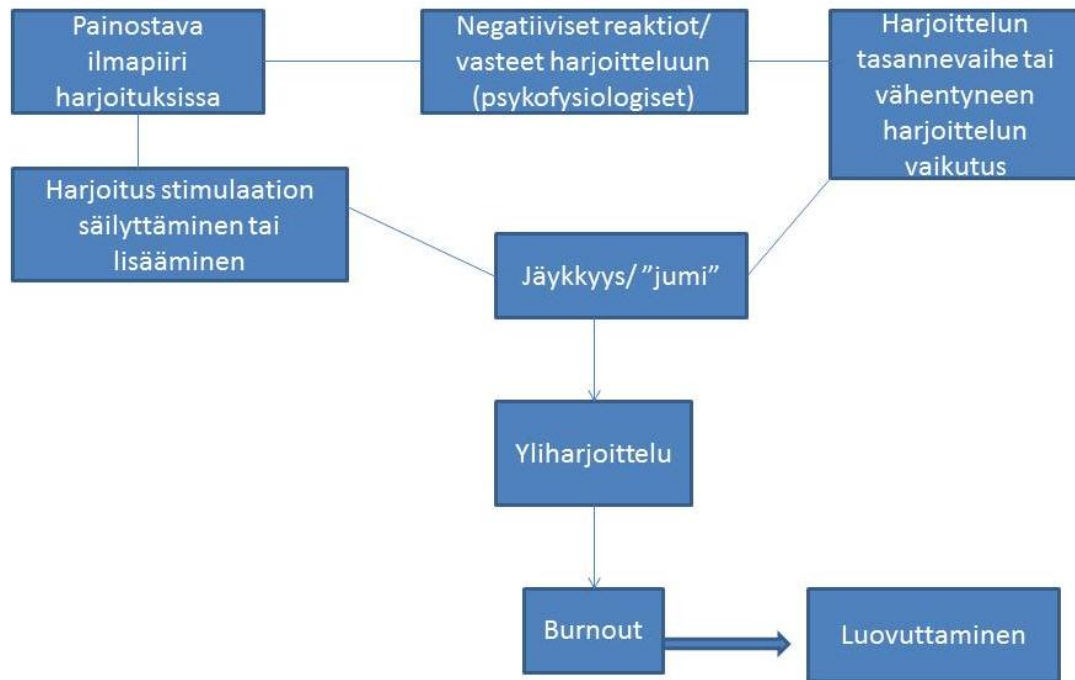 Painostava
ilmapiiri
harjoituksissa
Negatiiviset reaktiot/
vasteet harjoitteluun
(psykofysiologiset)
Harjoittelun
tasannevaihe tai
vähentyneen
harjoittelun
vaikutus
Harjoitus stimulaation
säilyttäminen tai
lisääminen
Jäykkyys/ ”jumi”
Yliharjoittelu
Burnout
Luovuttaminen